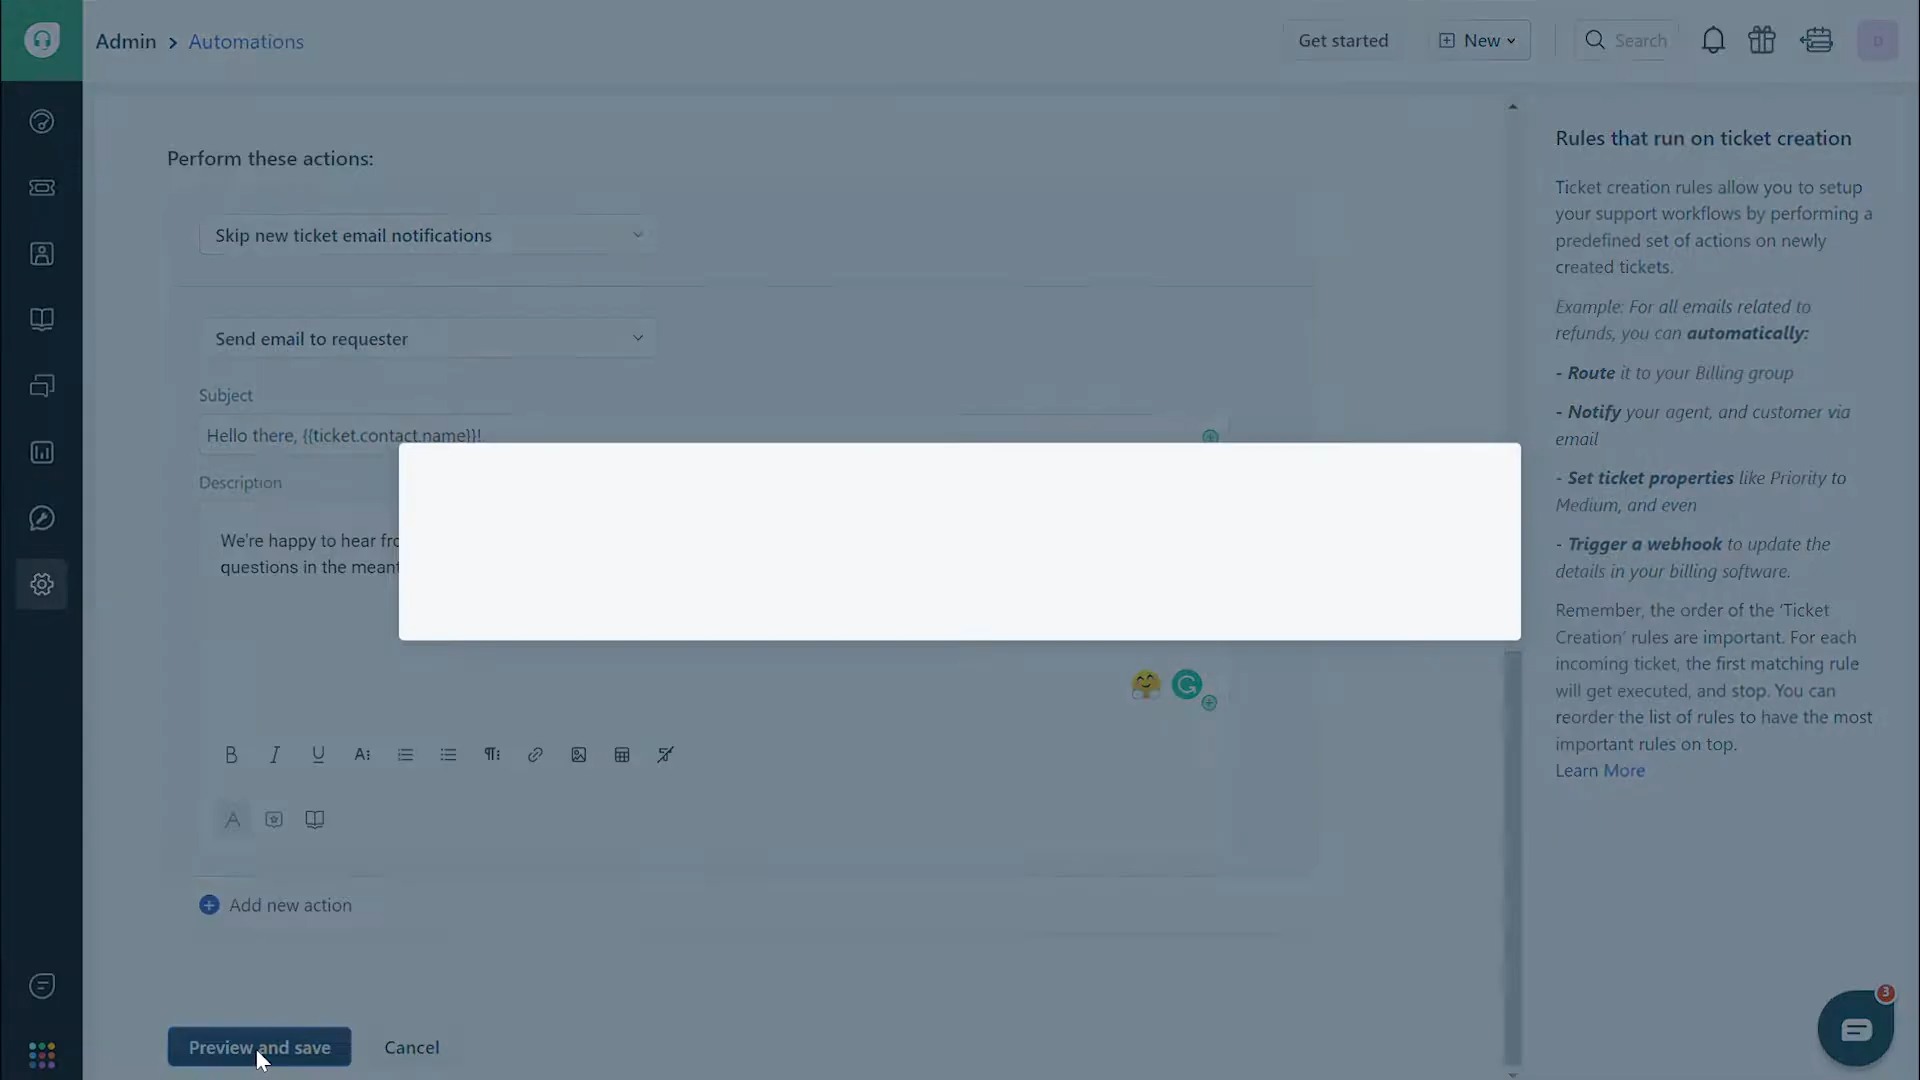 Admin > Automations
Get started
New
Search
D
Perform these actions:
Skip new ticket email notifications
Send email to requester
Subject
Hello there, {{ticket.contact.name}}!
Description
We're happy to hear
questions in the
Add new action
Preview and save
Cancel
Rules that run on ticket creation
Ticket creation rules allow you to setup
your support workflows by performing a
predefined set of actions on newly
created tickets.
Example: For all emails related to
refunds, you can automatically:
- Route it to your Billing group
- Notify your agent, and customer via
email
- Set ticket properties like Priority to
Medium, and even
- Trigger a webhook to update the
details in your billing software.
Remember, the order of the ‘Ticket
Creation’ rules are important. For each
incoming ticket, the first matching rule
will get executed, and stop. You can
reorder the list of rules to have the most
important rules on top.
Learn More
3